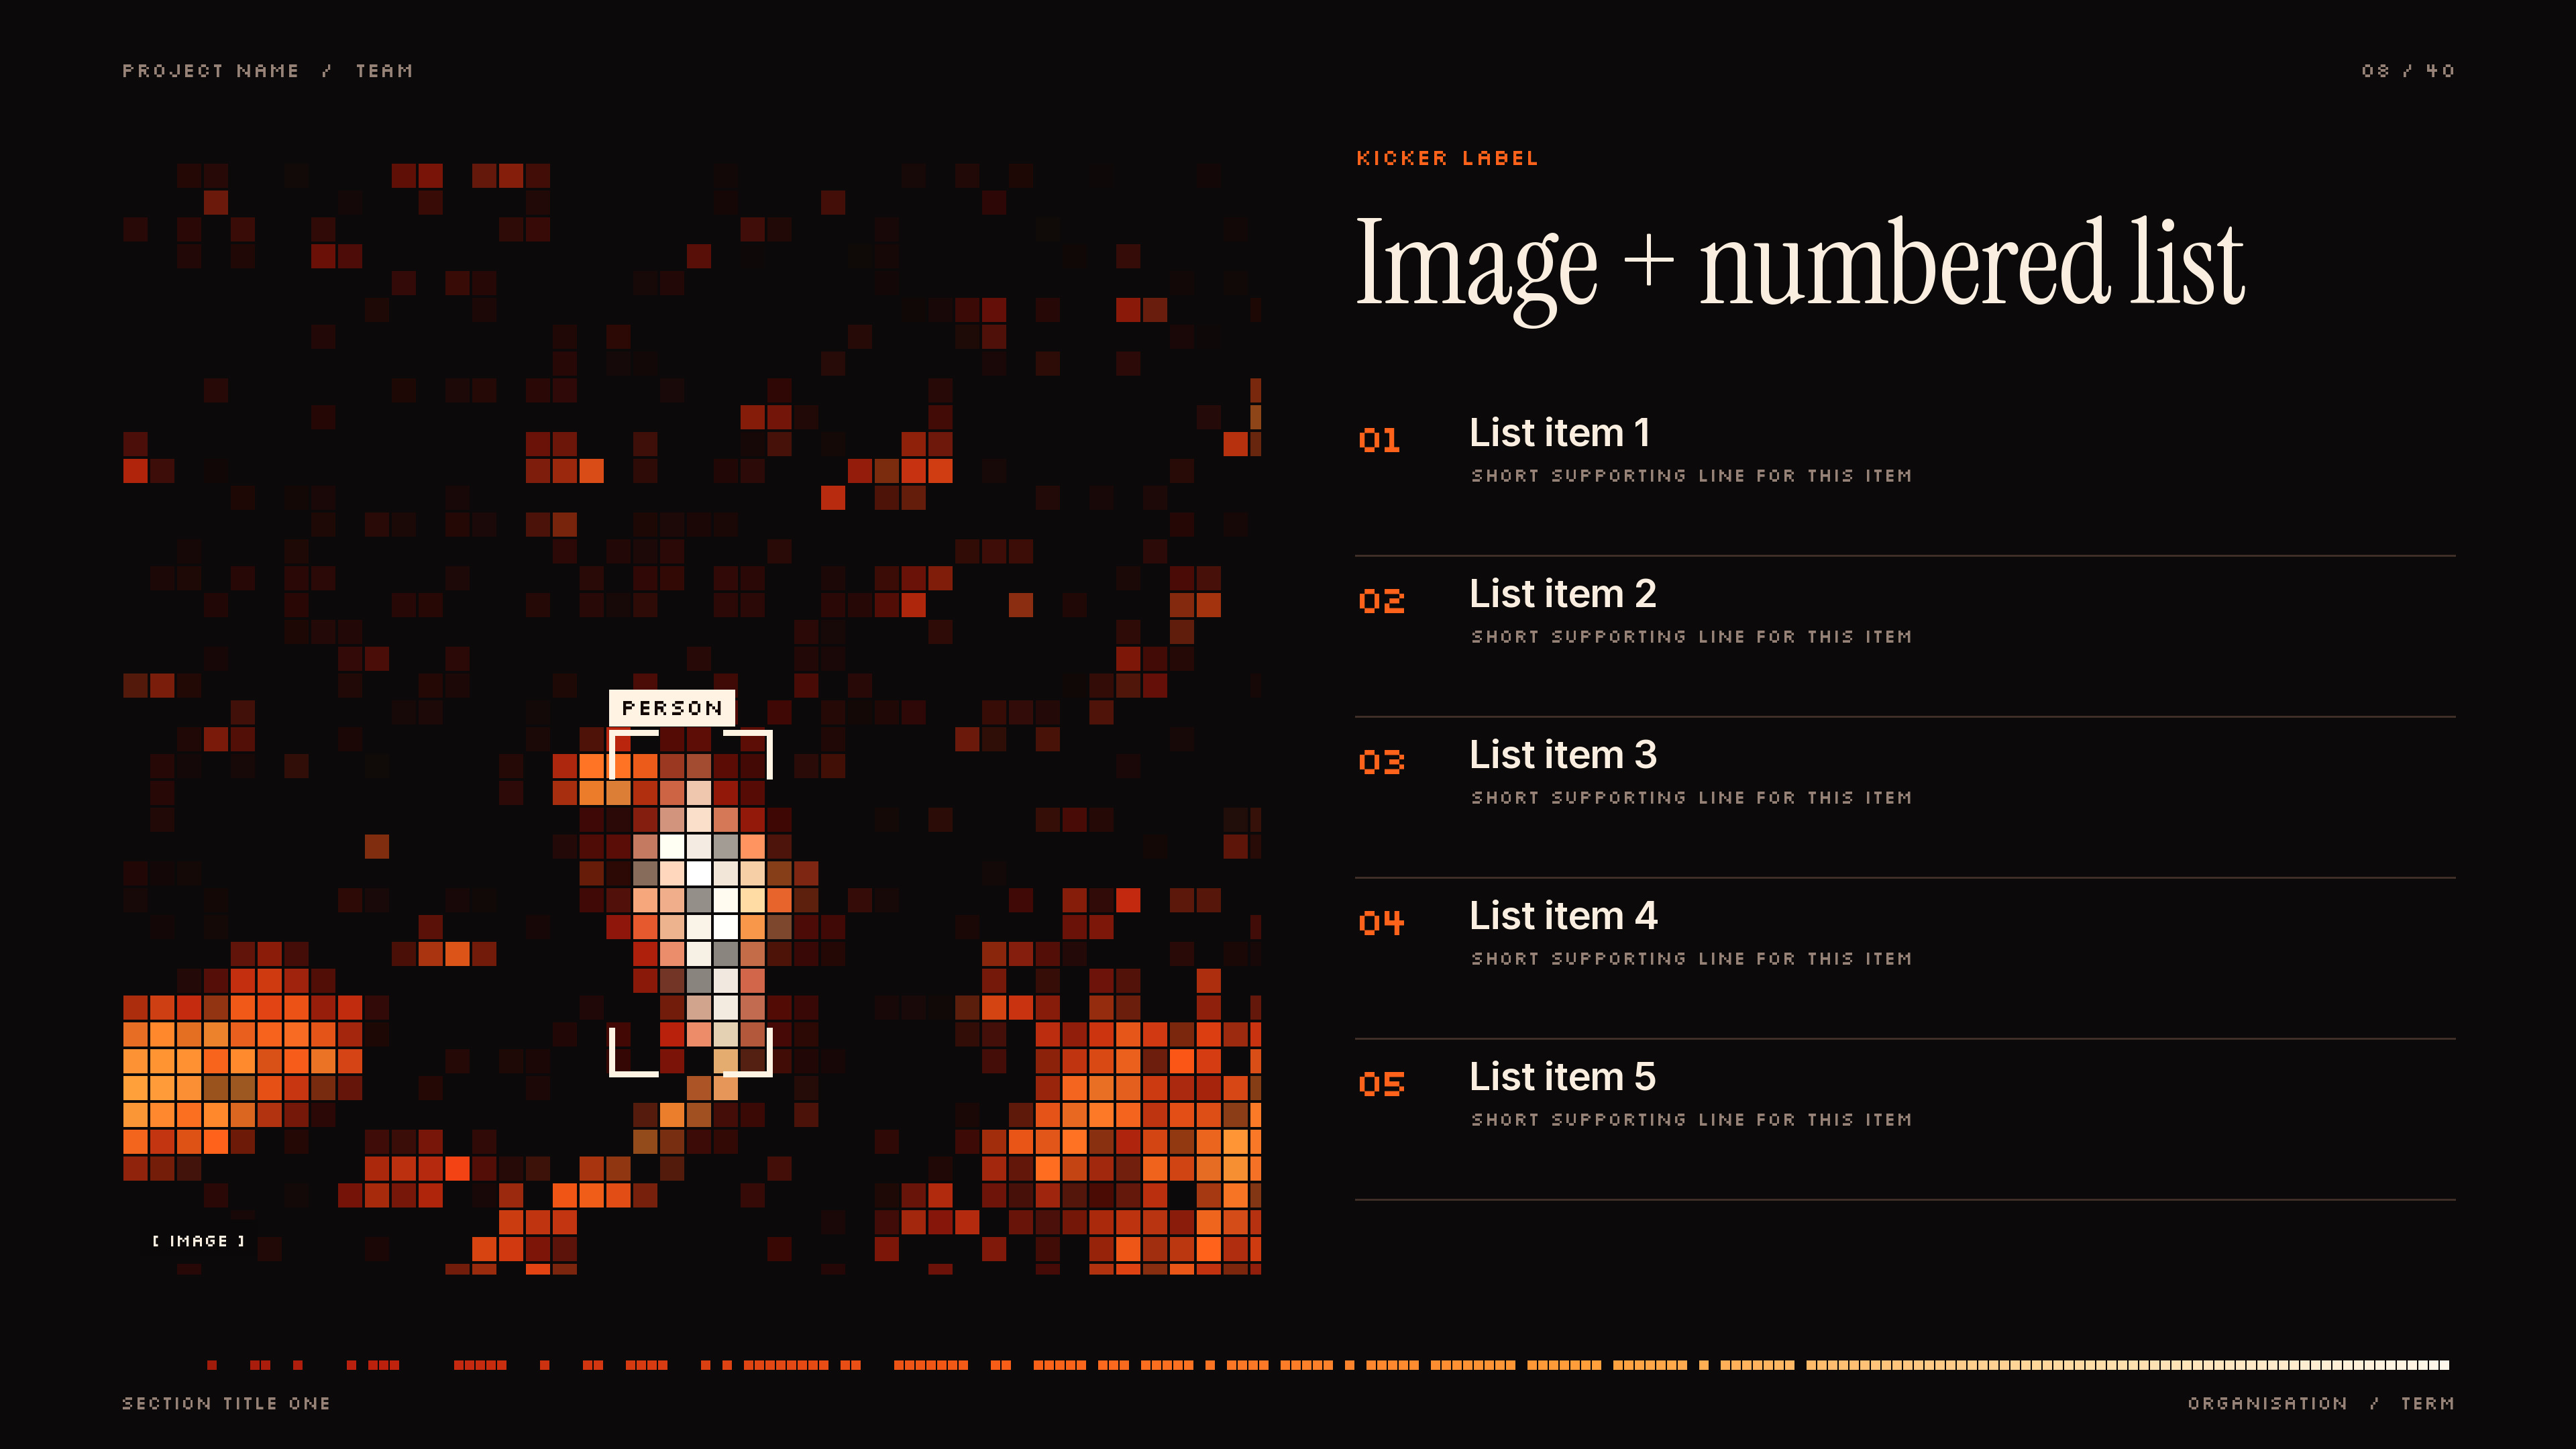 PROJECT NAME / TEAM
08 / 40
KICKER LABEL
Image + numbered list
01 List item 1
SHORT SUPPORTING LINE FOR THIS ITEM
02 List item 2
SHORT SUPPORTING LINE FOR THIS ITEM
03 List item 3
SHORT SUPPORTING LINE FOR THIS ITEM
04 List item 4
SHORT SUPPORTING LINE FOR THIS ITEM
05 List item 5
SHORT SUPPORTING LINE FOR THIS ITEM
PERSON
[ IMAGE ]
SECTION TITLE ONE
ORGANISATION / TERM